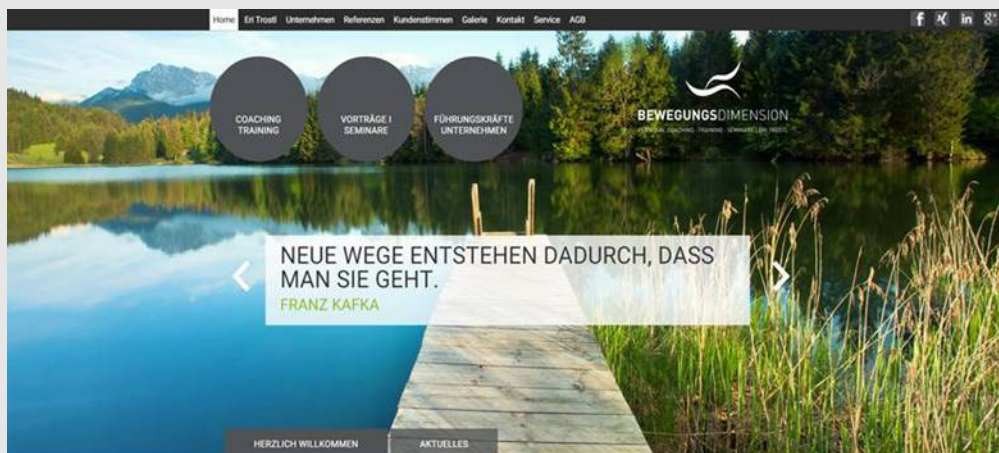 Home Eri Trostl Unternehmen Referenzen Kundenstimmen Galerie Kontakt Service AGB
COACHING
TRAINING
VORTRÄGE I
SEMINARE
FÜHRUNGSKRÄFTE
UNTERNEHMEN
BEWEGUNGSDIMENSION
NEUE WEGE ENTSTEHEN DADURCH, DASS
MAN SIE GEHT.
FRANZ KAFKA
HERZLICH WILLKOMMEN
AKTUELLES